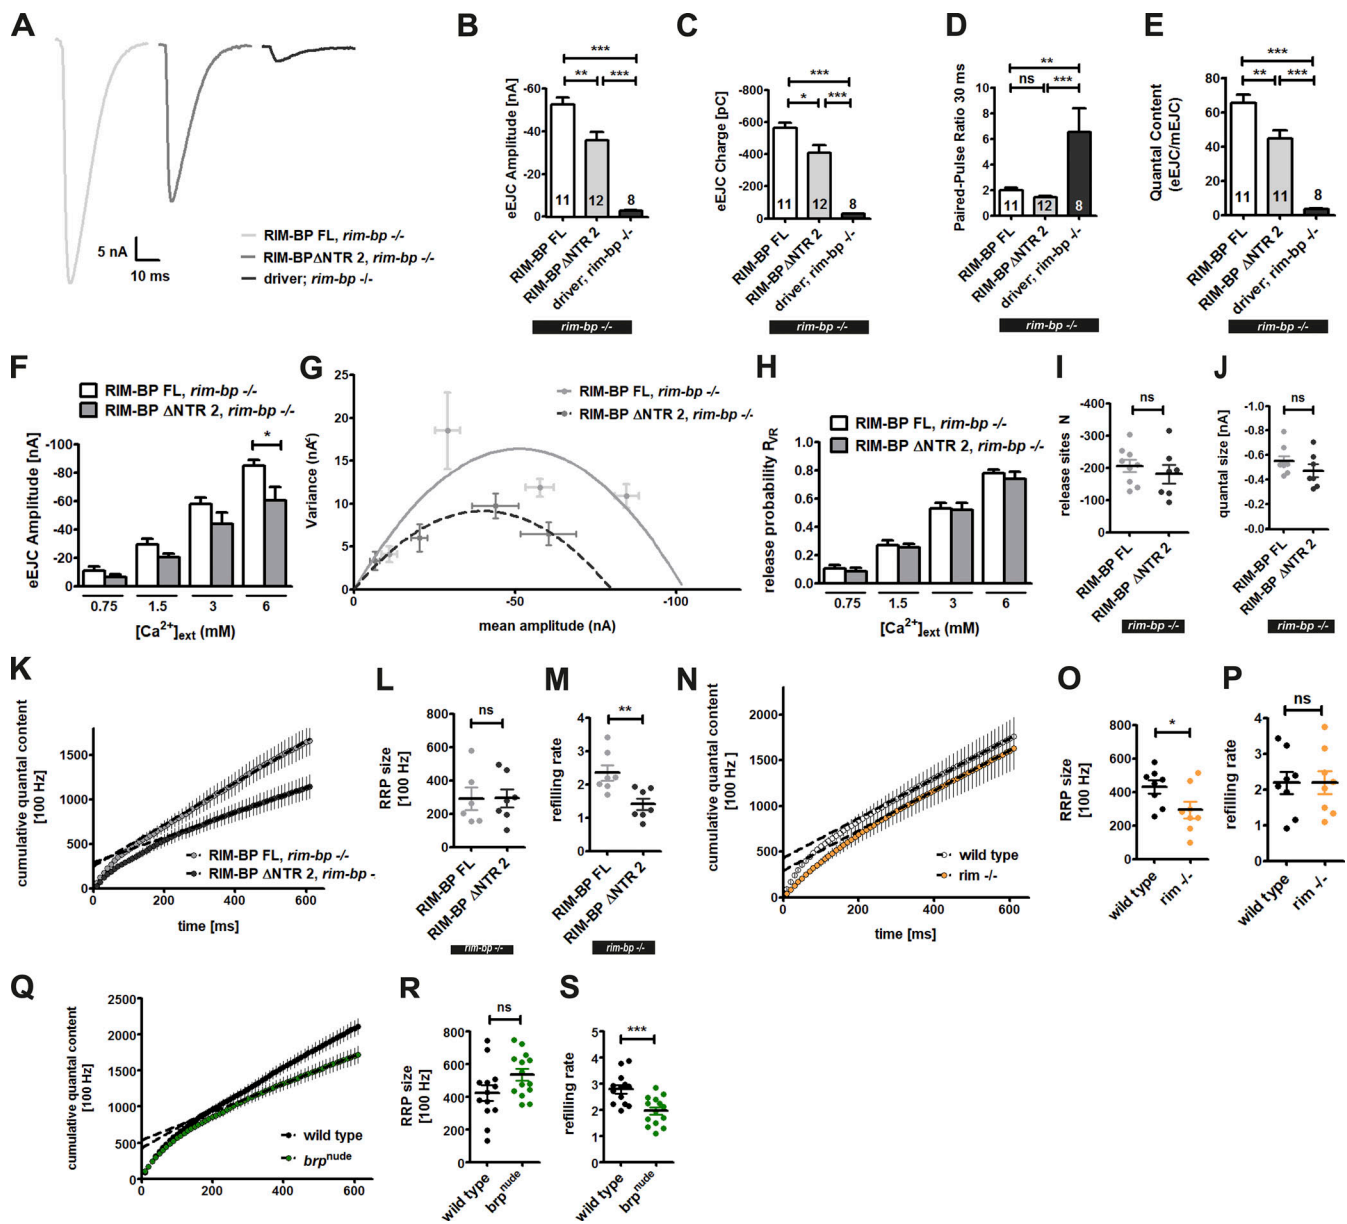 A
5 nA
10 ms
RIM-BP FL, rim-bp -/-
RIM-BPΔNTR 2, rim-bp -/-
driver; rim-bp -/-
B
eEJC Amplitude [nA]
-60
-40
-20
0
***
** ***
11 12 8
RIM-BP FL
RIM-BP ΔNTR 2
driver; rim-bp -/-
rim-bp -/-
C
eEJC Charge [pC]
-800
-600
-400
-200
0
***
* ***
11 12 8
RIM-BP FL
RIM-BP ΔNTR 2
driver; rim-bp -/-
rim-bp -/-
D
Paired-Pulse Ratio 30 ms
10
8
6
4
2
0
**
ns ***
11 12 8
RIM-BP FL
RIM-BP ΔNTR 2
driver; rim-bp -/-
rim-bp -/-
E
Quantal Content
(eEJC/mEJC)
80
60
40
20
0
***
** ***
11 11 8
RIM-BP FL
RIM-BP ΔNTR 2
driver; rim-bp -/-
rim-bp -/-
F
RIM-BP FL, rim-bp -/-
RIM-BP ΔNTR 2, rim-bp -/-
eEJC Amplitude [nA]
-100
-80
-60
-40
-20
0
*
0.75 1.5 3 6
[Ca2+]ext (mM)
G
Variance (nA²)
25
20
15
10
5
0
0 -50 -100
mean amplitude (nA)
RIM-BP FL, rim-bp -/-
RIM-BP ΔNTR 2, rim-bp -/-
H
RIM-BP FL, rim-bp -/-
RIM-BP ΔNTR 2, rim-bp -/-
release probability PVR
1.0
0.8
0.6
0.4
0.2
0.0
0.75 1.5 3 6
[Ca2+]ext (mM)
I
release sites N
-400
-300
-200
-100
0
ns
RIM-BP FL
RIM-BP ΔNTR 2
rim-bp -/-
J
quantal size [nA]
-1.0
-0.8
-0.6
-0.4
-0.2
-0.0
ns
RIM-BP FL
RIM-BP ΔNTR 2
rim-bp -/-
K
cumulative quantal content
[100 Hz]
1500
1000
500
0
RIM-BP FL, rim-bp -/-
RIM-BP ΔNTR 2, rim-bp -
0 200 400 600
time [ms]
L
RRP size
[100 Hz]
800
600
400
200
0
ns
RIM-BP FL
RIM-BP ΔNTR 2
rim-bp -/-
M
refilling rate
4
3
2
1
0
**
RIM-BP FL
RIM-BP ΔNTR 2
rim-bp -/-
N
cumulative quantal content
[100 Hz]
2000
1500
1000
500
0
wild type
rim -/-
0 200 400 600
time [ms]
O
RRP size
[100 Hz]
800
600
400
200
0
*
wild type
rim -/-
P
refilling rate
4
3
2
1
0
ns
wild type
rim -/-
Q
cumulative quantal content
[100 Hz]
2500
2000
1500
1000
500
0
wild type
brpnude
0 200 400 600
time [ms]
R
RRP size
[100 Hz]
800
600
400
200
0
ns
wild type
brpnude
S
refilling rate
5
4
3
2
1
0
***
wild type
brpnude